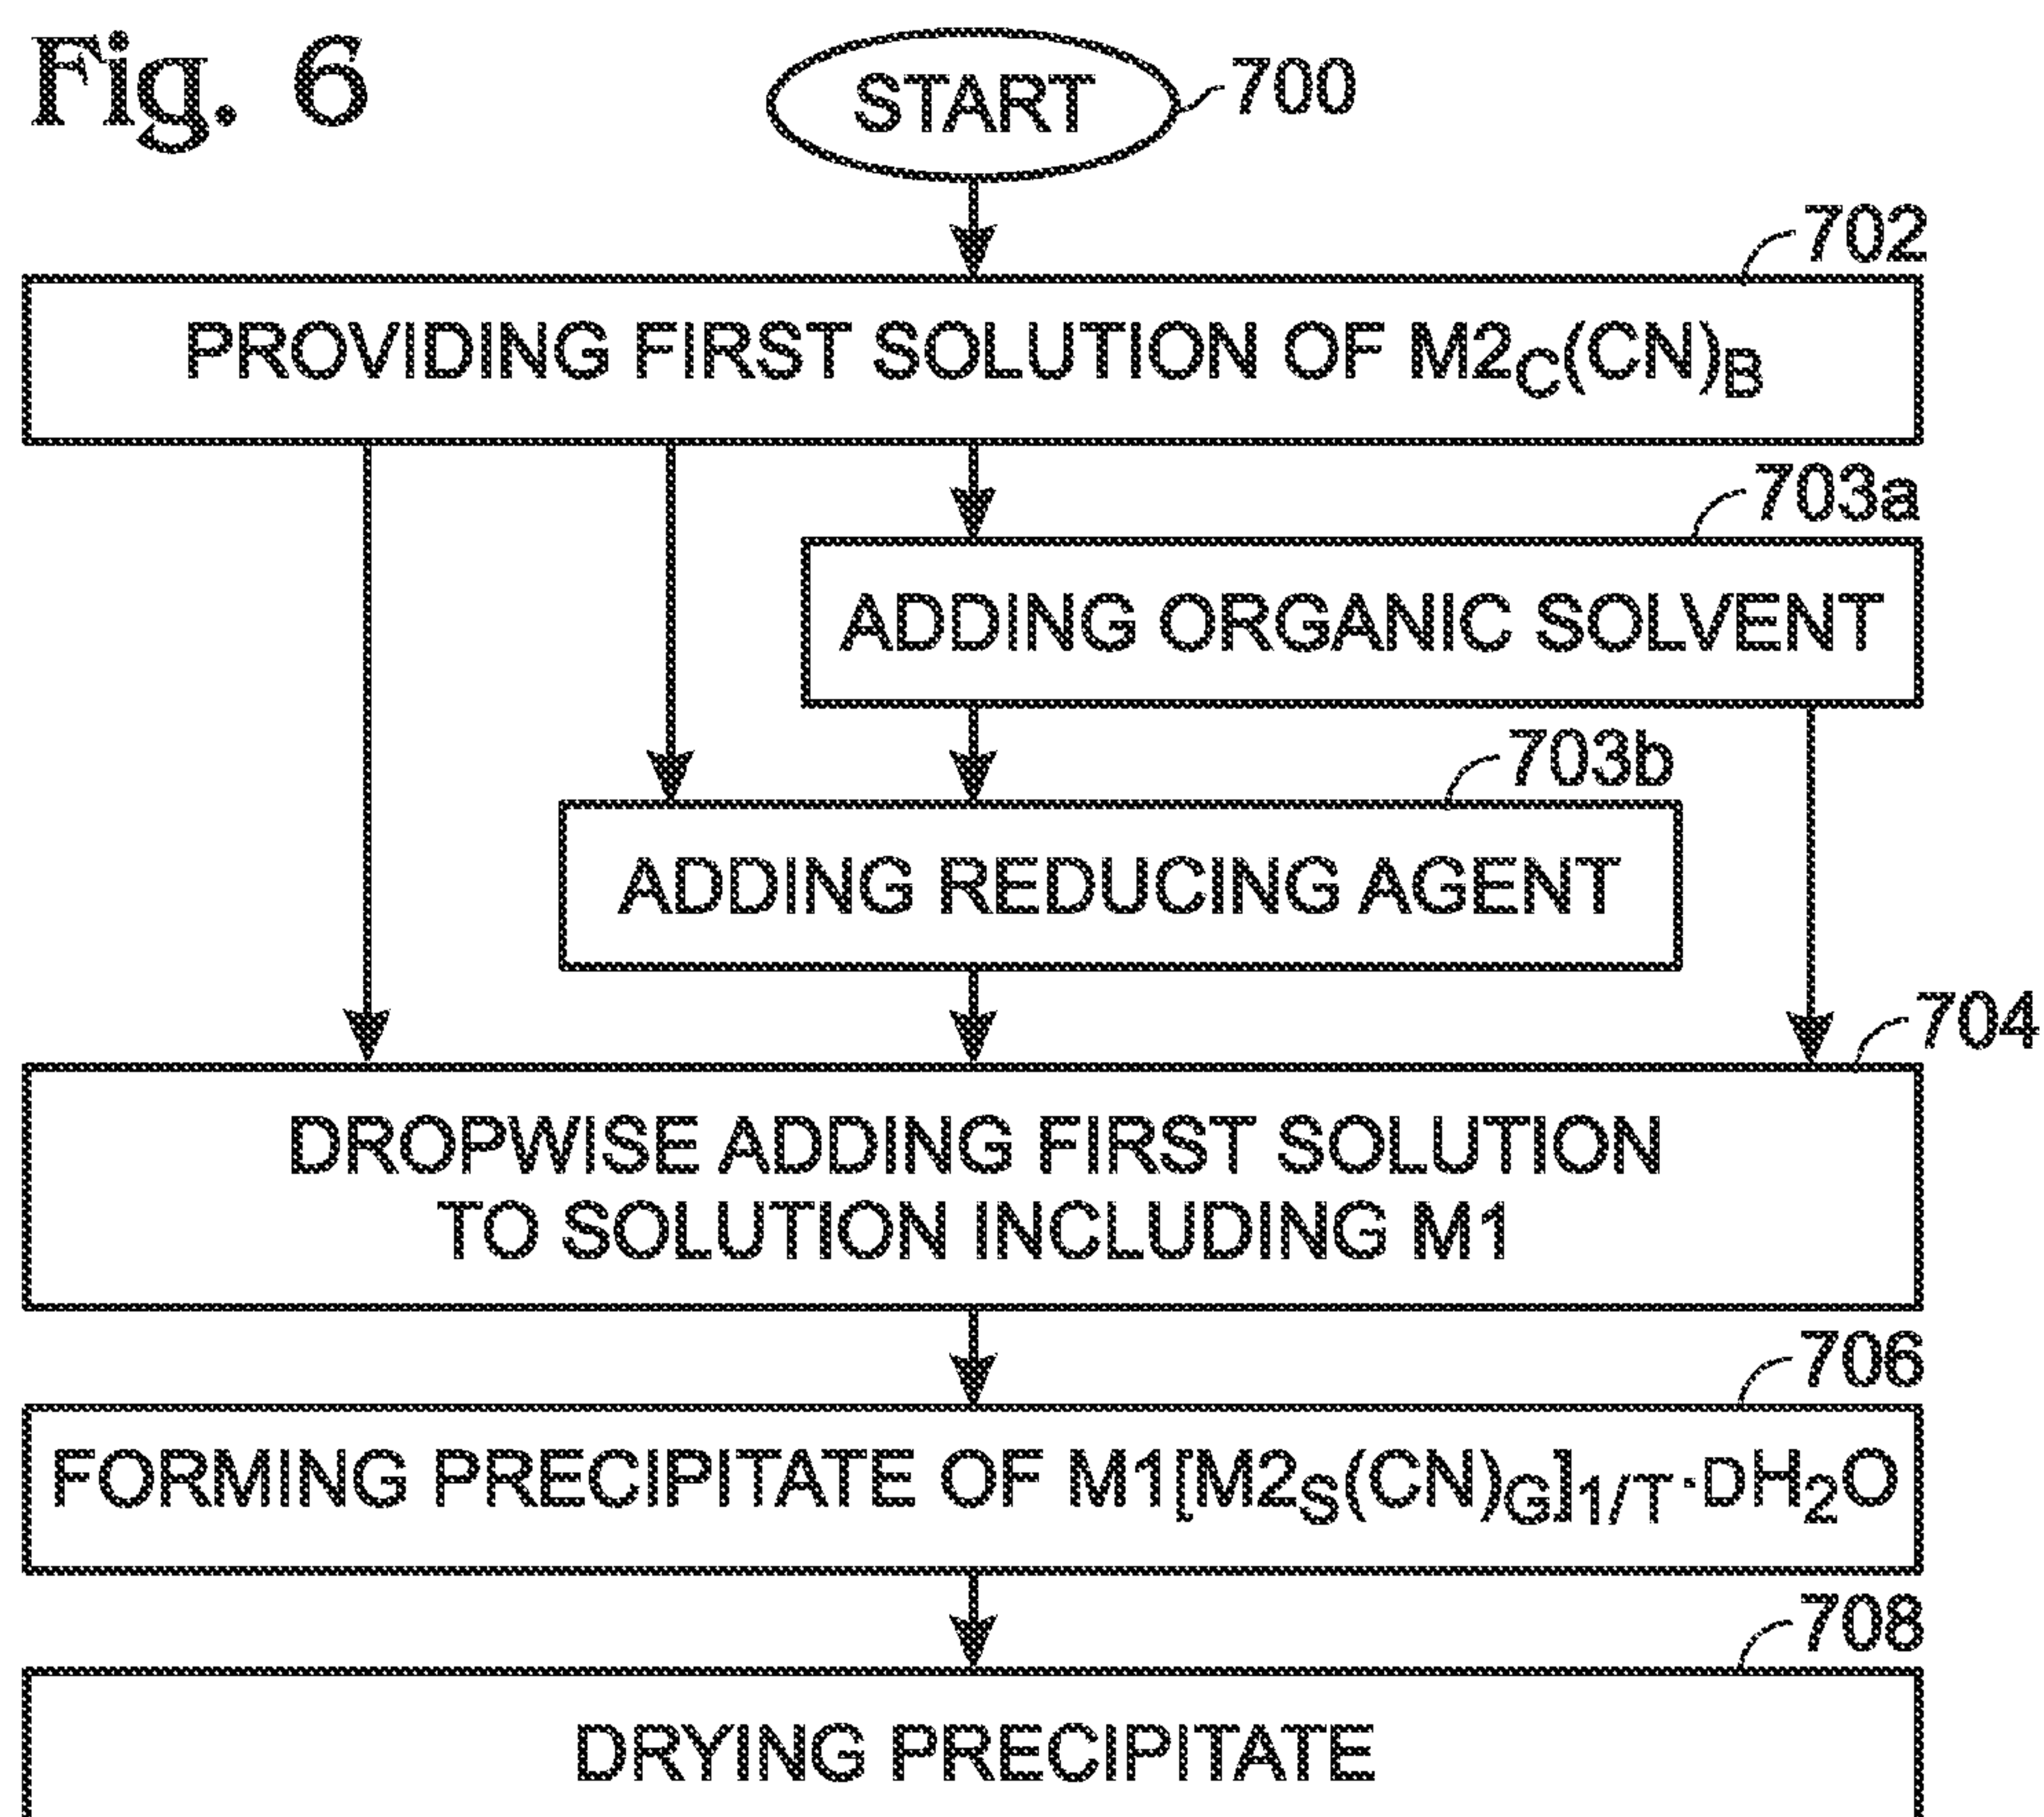 Fig. 6
START
700
702
PROVIDING FIRST SOLUTION OF M2C(CN)B
703a
ADDING ORGANIC SOLVENT
703b
ADDING REDUCING AGENT
704
DROPWISE ADDING FIRST SOLUTION
TO SOLUTION INCLUDING M1
706
FORMING PRECIPITATE OF M1[M2S(CN)G]1/T·DH2O
708
DRYING PRECIPITATE